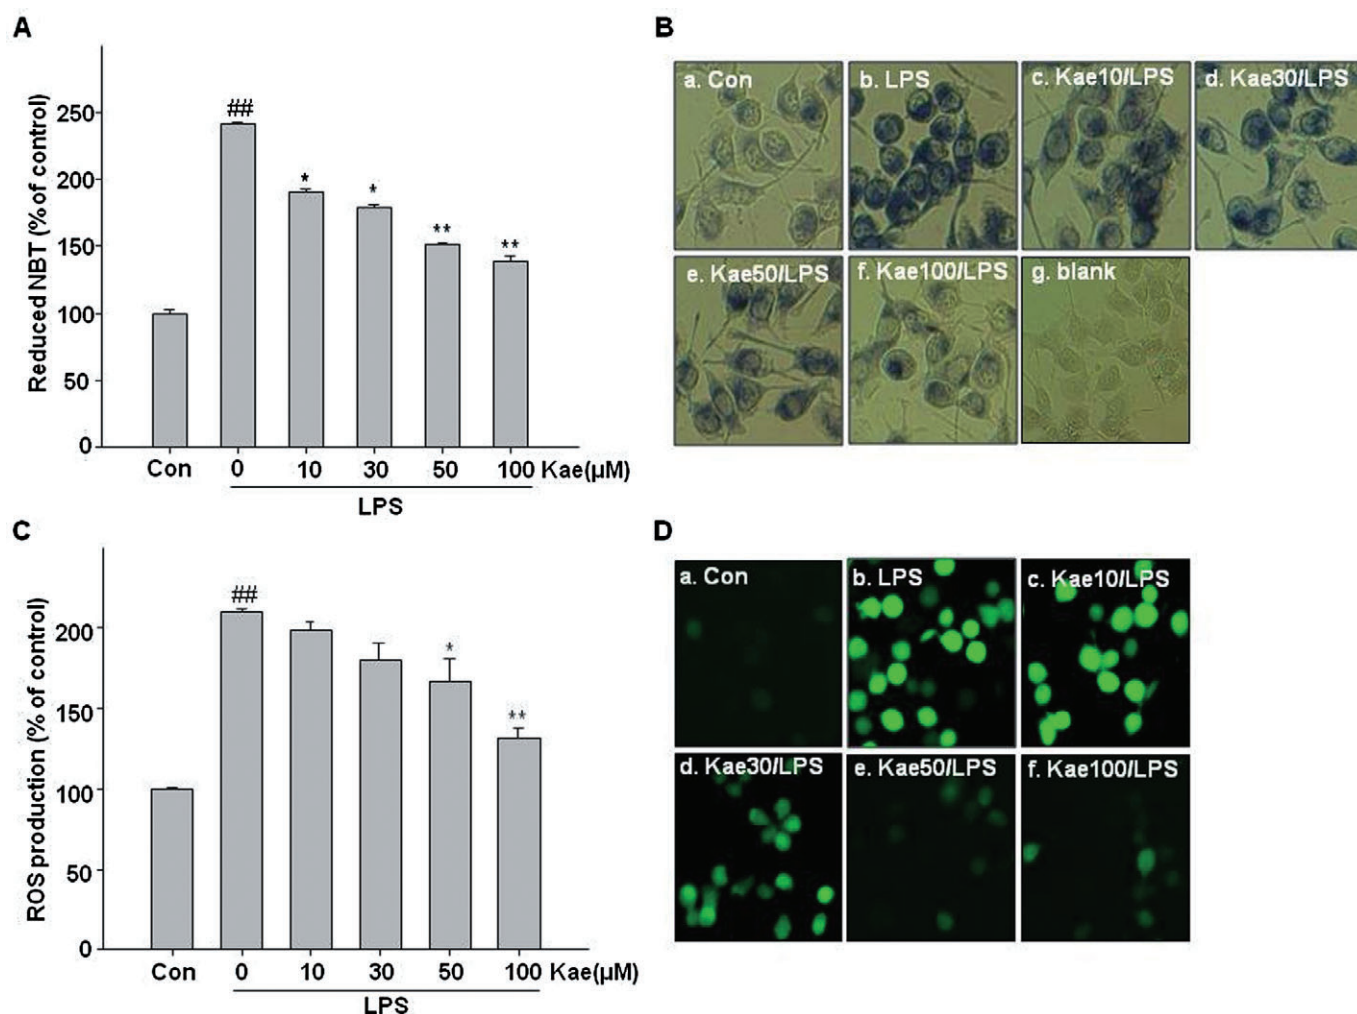 A
Reduced NBT (% of control)
250
200
150
100
50
0
##
*
*
**
**
Con 0 10 30 50 100 Kae(μM)
LPS
B
a. Con
b. LPS
c. Kae10/LPS
d. Kae30/LPS
e. Kae50/LPS
f. Kae100/LPS
g. blank
C
ROS production (% of control)
200
150
100
50
0
##
*
**
Con 0 10 30 50 100 Kae(μM)
LPS
D
a. Con
b. LPS
c. Kae10/LPS
d. Kae30/LPS
e. Kae50/LPS
f. Kae100/LPS